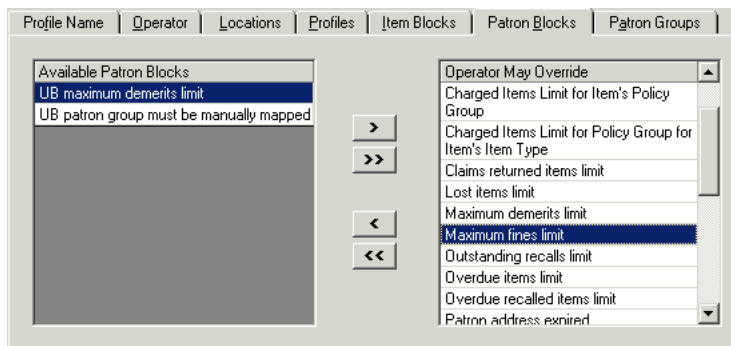 Profile Name
Operator
Locations
Profiles
Item Blocks
Patron Blocks
Patron Groups
Available Patron Blocks
UB maximum demerits limit
UB patron group must be manually mapped
>
>>
<
<<
Operator May Override
Charged Items Limit for Item's Policy
Group
Charged Items Limit for Policy Group for
Item's Item Type
Claims returned items limit
Lost items limit
Maximum demerits limit
Maximum fines limit
Outstanding recalls limit
Overdue items limit
Overdue recalled items limit
Patron address expired